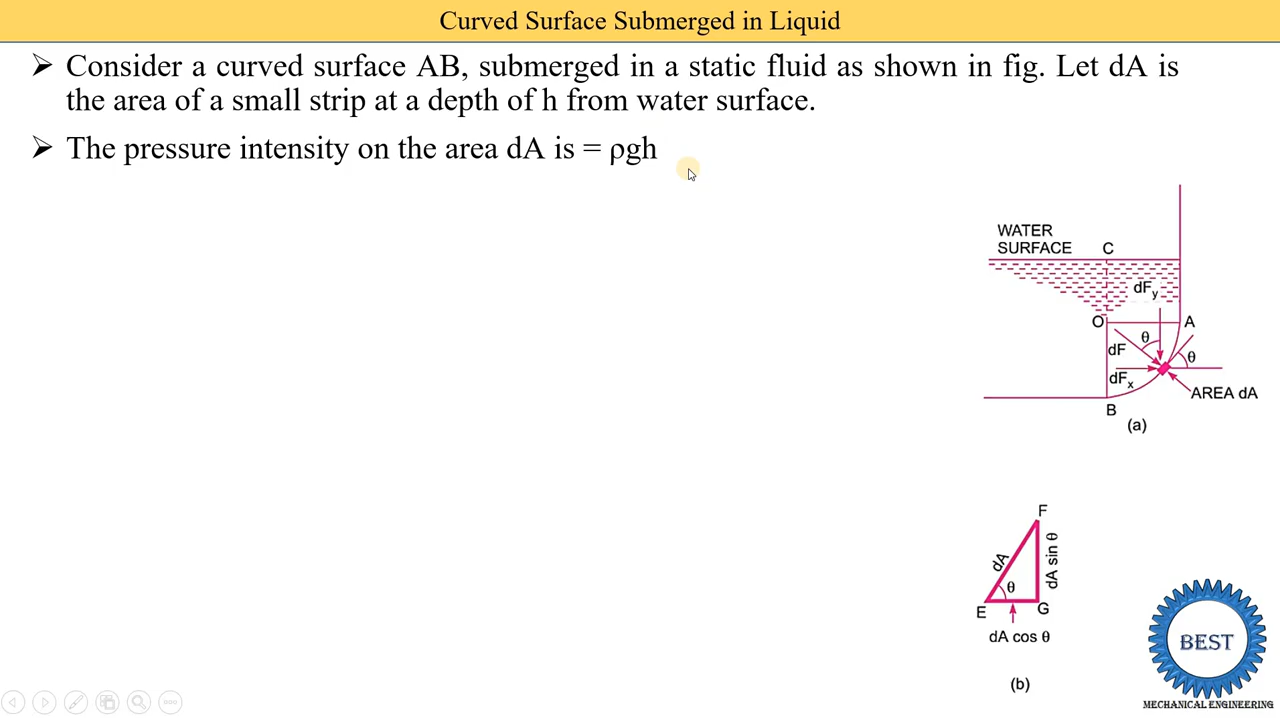 Curved Surface Submerged in Liquid
➢ Consider a curved surface AB, submerged in a static fluid as shown in fig. Let dA is
the area of a small strip at a depth of h from water surface.
➢ The pressure intensity on the area dA is = ρgh
WATER
SURFACE C
dFy
O A
θ
dF θ
dFx
AREA dA
B
(a)
F
dA dA sin θ
θ
E G
dA cos θ
(b)
BEST
MECHANICAL ENGINEERING